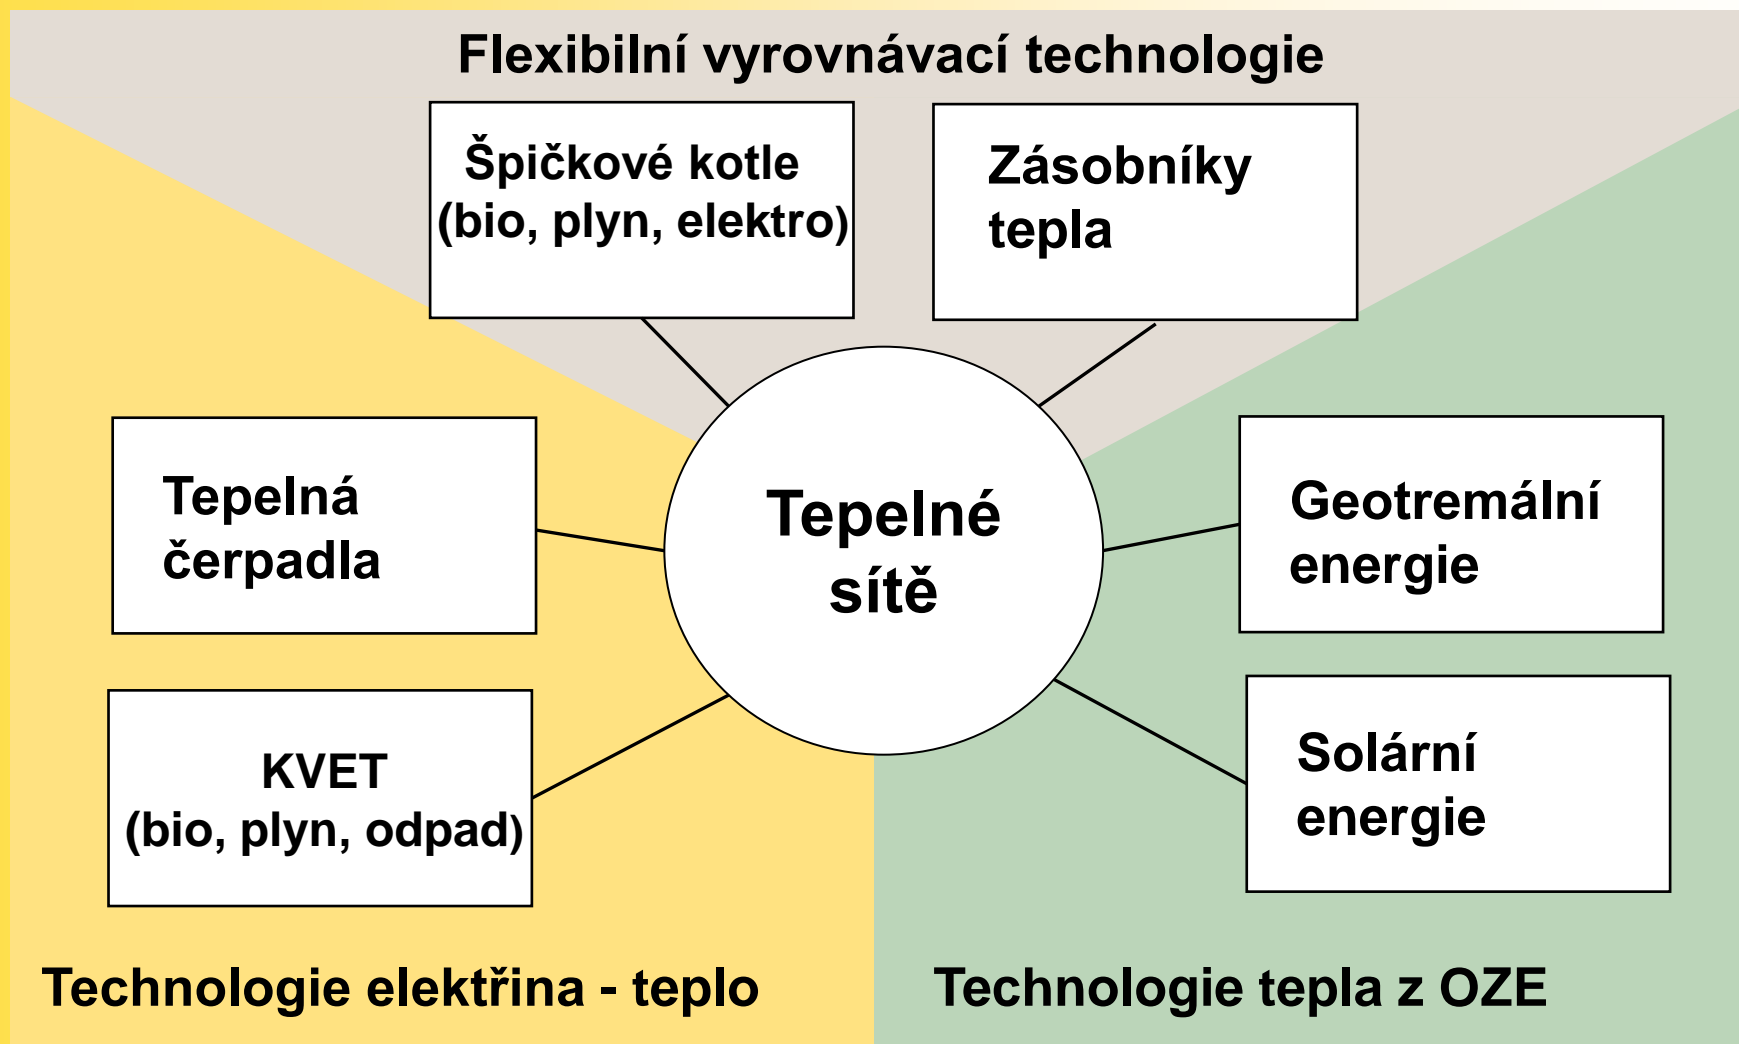 Flexibilní vyrovnávací technologie
Špičkové kotle
(bio, plyn, elektro)
Zásobníky
tepla
Tepelná
čerpadla
Tepelné
sítě
Geotremální
energie
KVET
(bio, plyn, odpad)
Solární
energie
Technologie elektřina - teplo
Technologie tepla z OZE